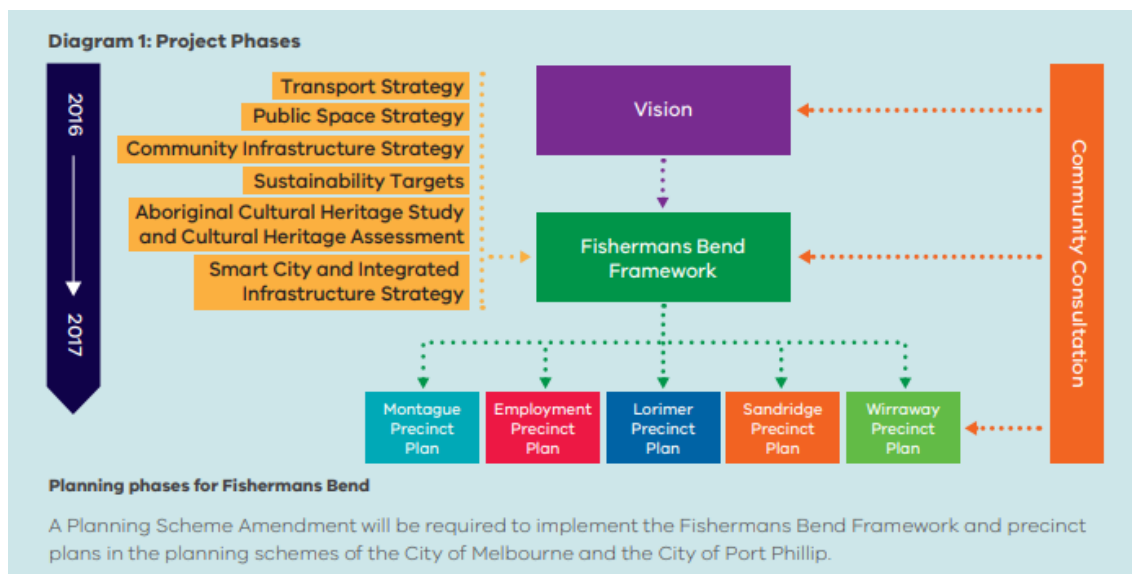 Diagram 1: Project Phases
2016
2017
Transport Strategy
Public Space Strategy
Community Infrastructure Strategy
Sustainability Targets
Aboriginal Cultural Heritage Study
and Cultural Heritage Assessment
Smart City and Integrated
Infrastructure Strategy
Vision
Fishermans Bend
Framework
Community Consultation
Montague
Precinct
Plan
Employment
Precinct
Plan
Lorimer
Precinct
Plan
Sandridge
Precinct
Plan
Wirraway
Precinct
Plan
Planning phases for Fishermans Bend
A Planning Scheme Amendment will be required to implement the Fishermans Bend Framework and precinct
plans in the planning schemes of the City of Melbourne and the City of Port Phillip.